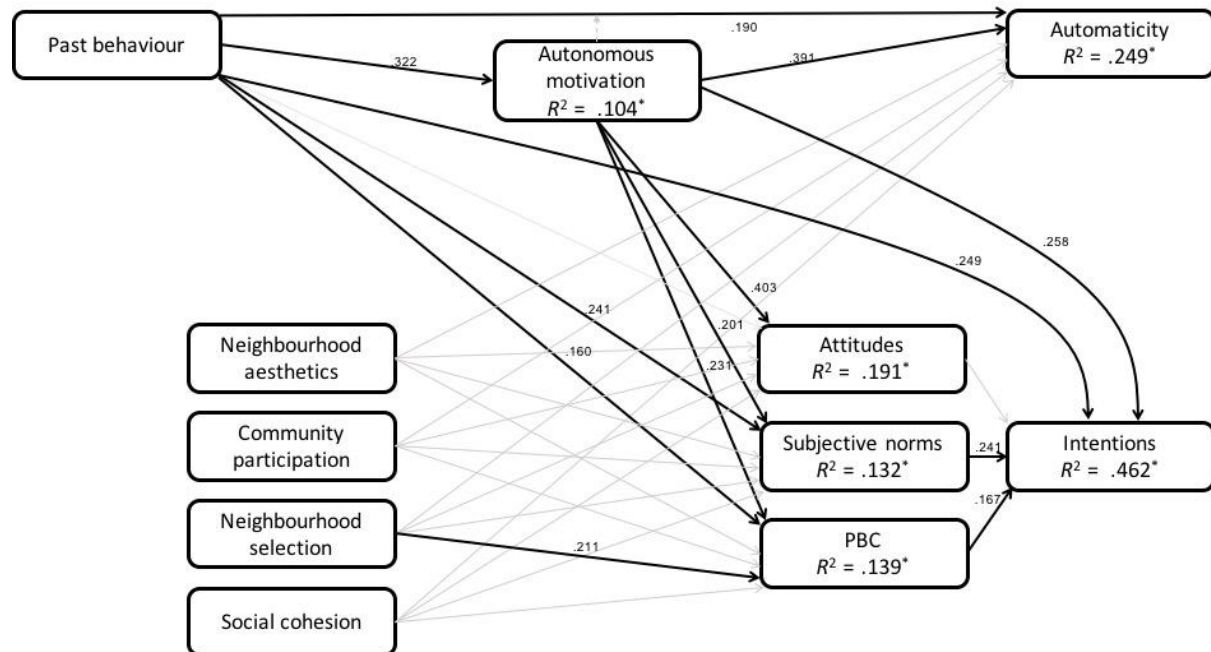 Past behaviour
.322
Autonomous
motivation
R² = .104*
.190
.391
Automaticity
R² = .249*
.258
.249
.403
.241
.201
.160
.231
Neighbourhood
aesthetics
Attitudes
R² = .191*
Community
participation
Subjective norms
R² = .132*
.241
Intentions
R² = .462*
.167
Neighbourhood
selection
.211
PBC
R² = .139*
Social cohesion